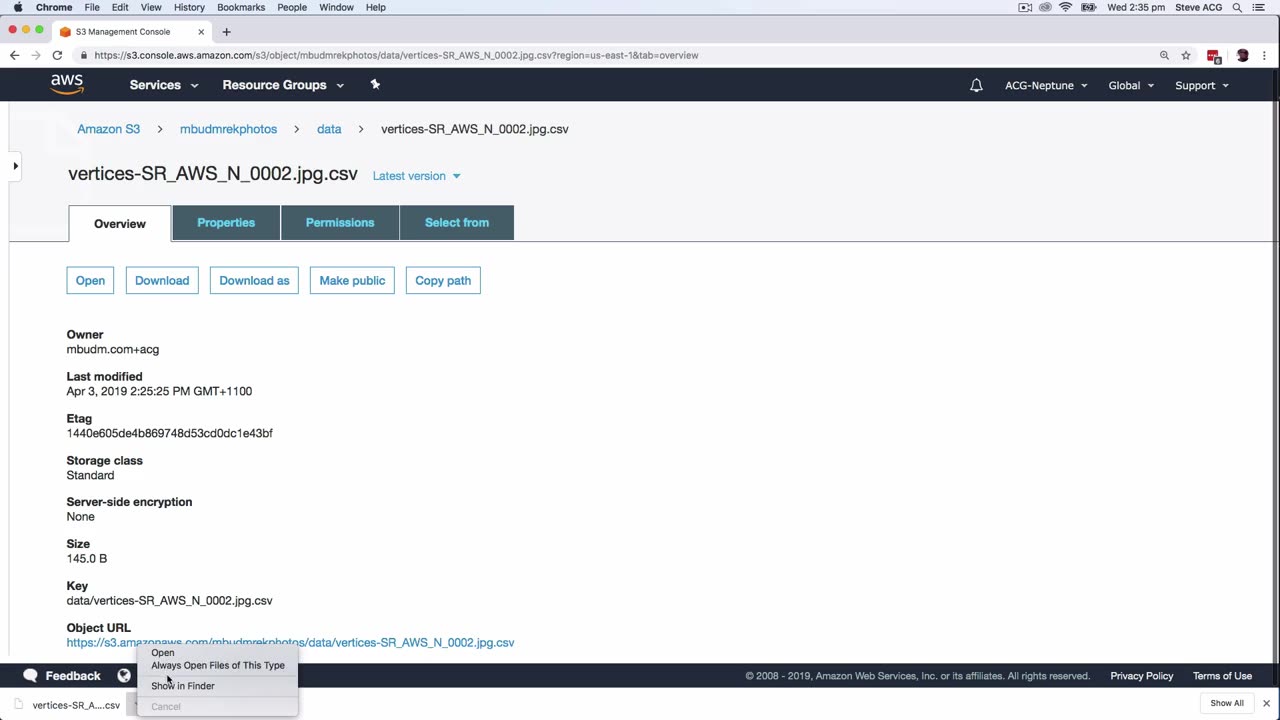 Chrome File Edit View History Bookmarks People Window Help Wed 2:35 pm Steve ACG
S3 Management Console
https://s3.console.aws.amazon.com/s3/object/mbudmrekphotos/data/vertices-SR_AWS_N_0002.jpg.csv?region=us-east-1&tab=overview
aws Services Resource Groups ACG-Neptune Global Support
Amazon S3 > mbudmrekphotos > data > vertices-SR_AWS_N_0002.jpg.csv
vertices-SR_AWS_N_0002.jpg.csv Latest version
Overview Properties Permissions Select from
Open Download Download as Make public Copy path
Owner
mbudm.com+acg
Last modified
Apr 3, 2019 2:25:25 PM GMT+1100
Etag
1440e605de4b869748d53cd0dc1e43bf
Storage class
Standard
Server-side encryption
None
Size
145.0 B
Key
data/vertices-SR_AWS_N_0002.jpg.csv
Object URL
https://s3.amazonaws.com/mbudmrekphotos/data/vertices-SR_AWS_N_0002.jpg.csv
Open
Always Open Files of This Type
Show in Finder
Cancel
Feedback © 2008 - 2019, Amazon Web Services, Inc. or its affiliates. All rights reserved. Privacy Policy Terms of Use
vertices-SR_A....csv Show All